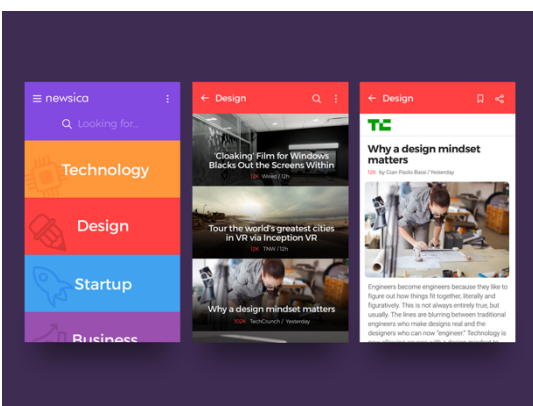 newsica
Looking for...
Technology
Design
Startup
Business
Design
'Cloaking' Film for Windows
Blacks Out the Screens Within
12K Wired / 12h
Tour the world's greatest cities
in VR via Inception VR
12K TNW / 12h
Why a design mindset matters
102K TechCrunch / Yesterday
Design
TC
Why a design mindset
matters
12K by Gian Paolo Bassi / Yesterday
Engineers become engineers because they like to
figure out how things fit together, literally and
figuratively. This is not always entirely true, but
usually. The lines are blurring between traditional
engineers who make designs real and the
designers who can now "engineer." Technology is